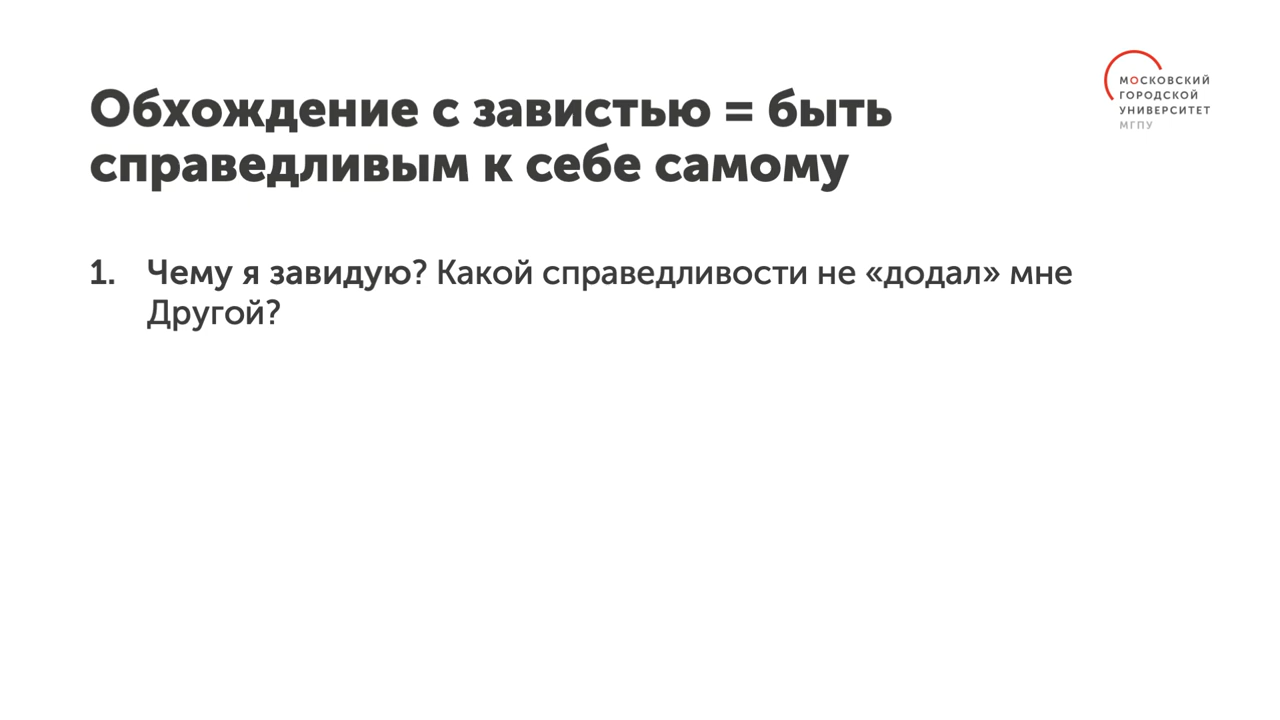 Обхождение с завистью = быть
справедливым к себе самому
МОСКОВСКИЙ
ГОРОДСКОЙ
УНИВЕРСИТЕТ
МГПУ
1. Чему я завидую? Какой справедливости не «додал» мне
Другой?